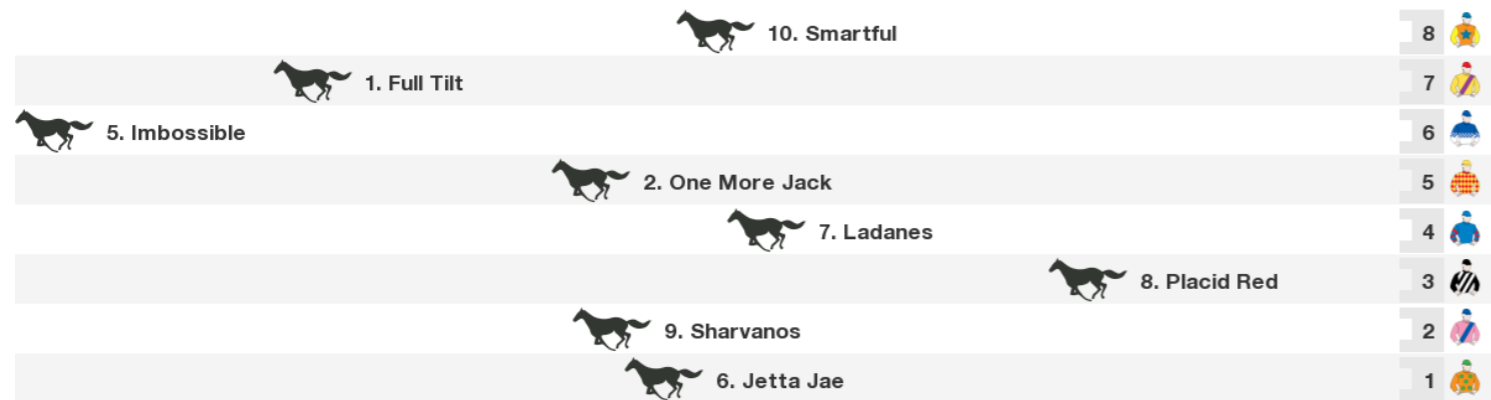 10. Smartful 8
1. Full Tilt 7
5. Imbossible 6
2. One More Jack 5
7. Ladanes 4
8. Placid Red 3
9. Sharvanos 2
6. Jetta Jae 1